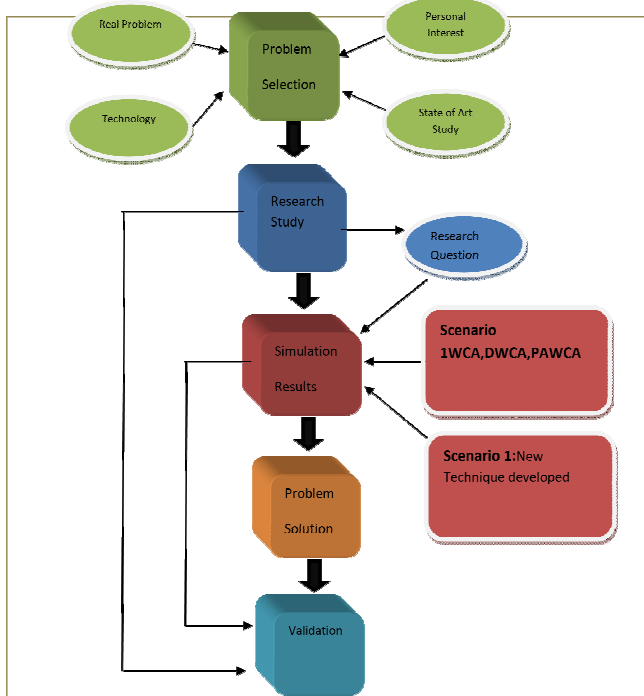 Real Problem
Personal
Interest
Problem
Selection
Technology
State of Art
Study
Research
Study
Research
Question
Scenario
1WCA,DWCA,PAWCA
Simulation
Results
Scenario 1:New
Technique developed
Problem
Solution
Validation